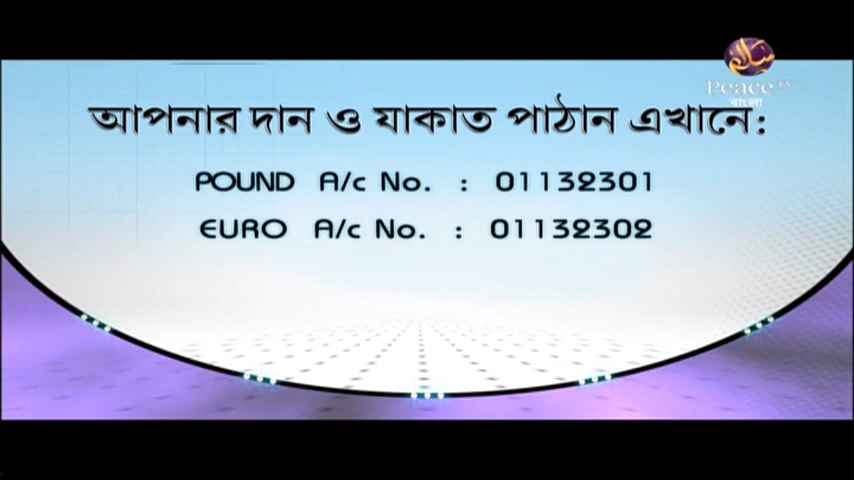 Peace TV
বাংলা
আপনার দান ও যাকাত পাঠান এখানে:
POUND A/c No. : 01132301
EURO A/c No. : 01132302